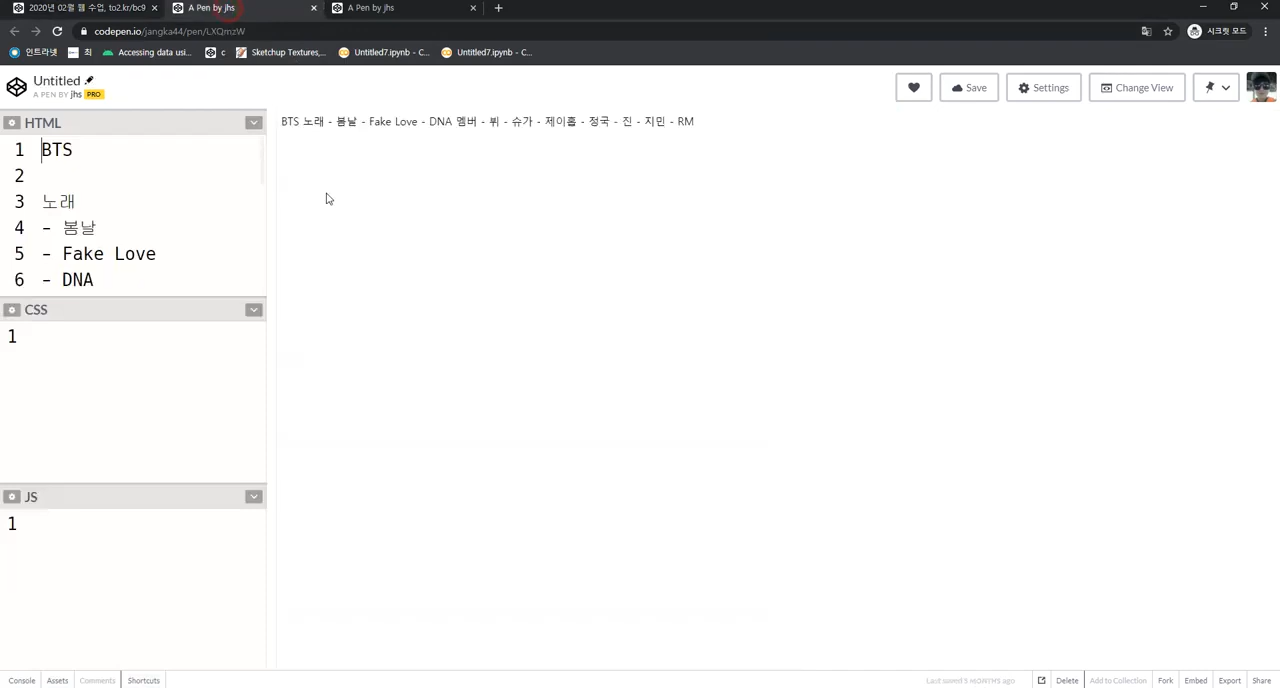 2020년 02월 웹 수업, to2.kr/bc9
A Pen by jhs
A Pen by jhs
codepen.io/jangka44/pen/LXQmzW
시크릿 모드
인트라넷
최
Accessing data usi...
c
Sketchup Textures,...
Untitled7.ipynb - C...
Untitled7.ipynb - C...
Untitled
A PEN BY jhs PRO
Save
Settings
Change View
HTML
1 BTS
2
3 노래
4 - 봄날
5 - Fake Love
6 - DNA
CSS
1
JS
1
BTS 노래 - 봄날 - Fake Love - DNA 멤버 - 뷔 - 슈가 - 제이홉 - 정국 - 진 - 지민 - RM
Console
Assets
Comments
Shortcuts
Last saved 5 MONTHS ago
Delete
Add to Collection
Fork
Embed
Export
Share